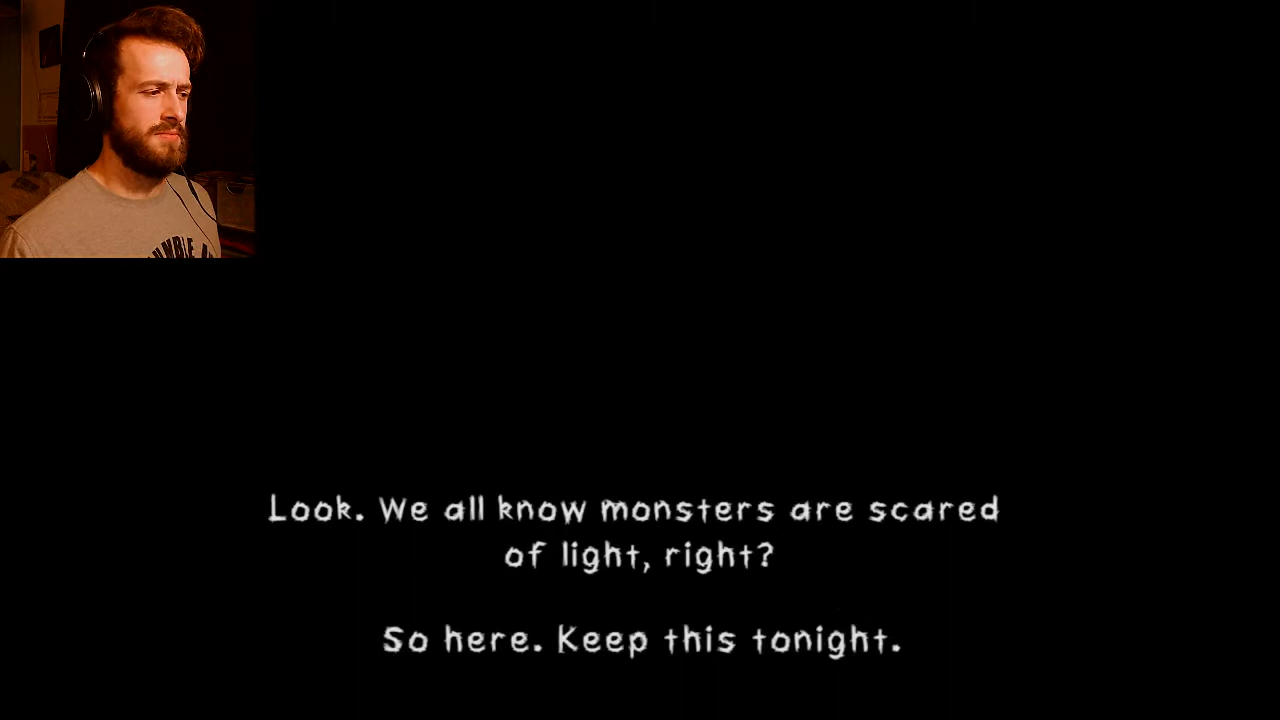 Look. We all know monsters are scared
of light, right?
So here. Keep this tonight.